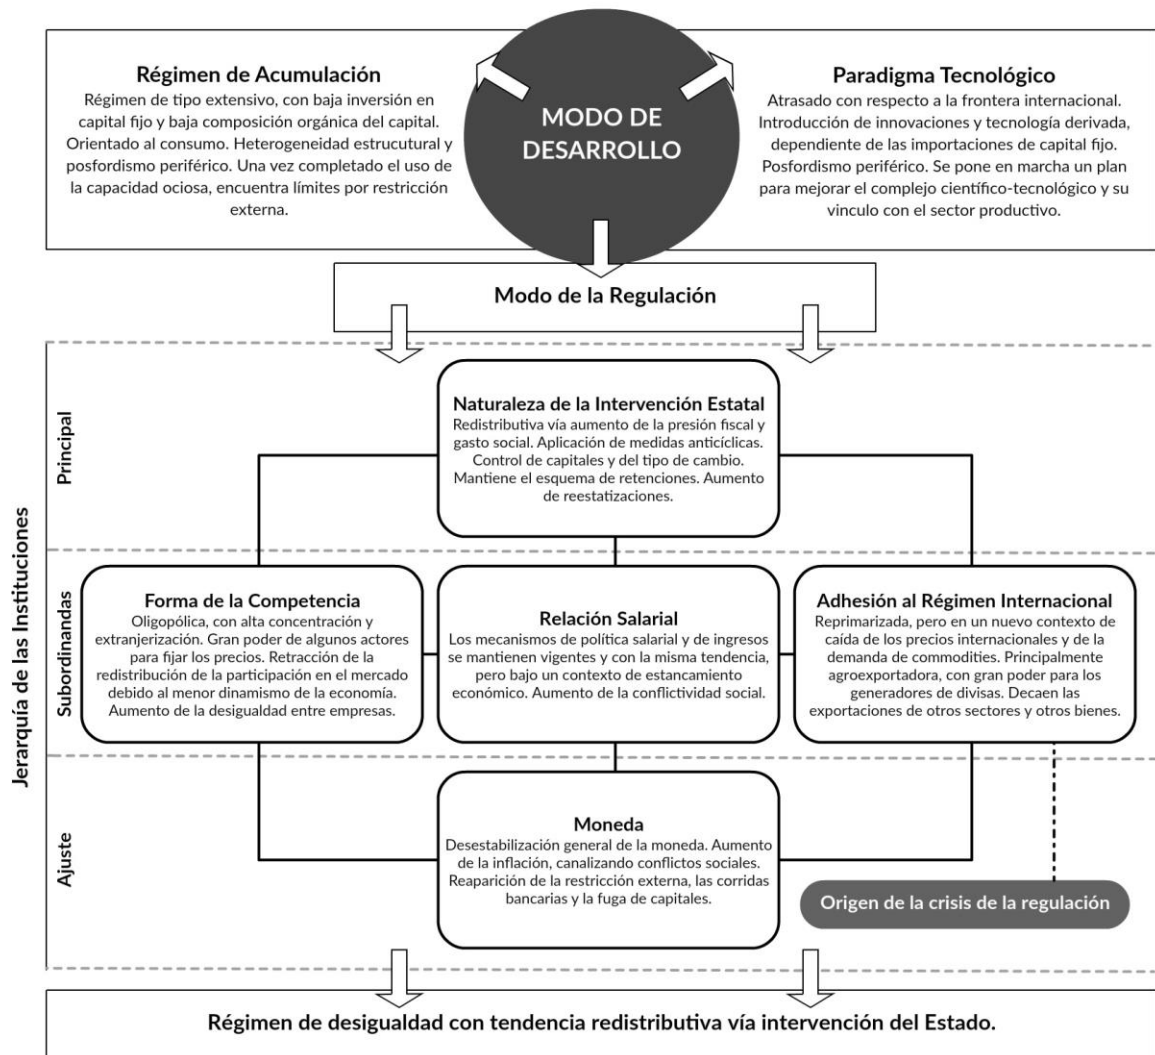 Régimen de Acumulación
Régimen de tipo extensivo, con baja inversión en
capital fijo y baja composición orgánica del capital.
Orientado al consumo. Heterogeneidad estrucutural y
posfordismo periférico. Una vez completado el uso de
la capacidad ociosa, encuentra límites por restricción
externa.
MODO DE
DESARROLLO
Paradigma Tecnológico
Atrasado con respecto a la frontera internacional.
Introducción de innovaciones y tecnología derivada,
dependiente de las importaciones de capital fijo.
Posfordismo periférico. Se pone en marcha un plan
para mejorar el complejo científico-tecnológico y su
vinculo con el sector productivo.
Modo de la Regulación
Jerarquía de las Instituciones
Principal
Naturaleza de la Intervención Estatal
Redistributiva vía aumento de la presión fiscal y
gasto social. Aplicación de medidas anticíclicas.
Control de capitales y del tipo de cambio.
Mantiene el esquema de retenciones. Aumento
de reestatizaciones.
Subordinandas
Forma de la Competencia
Oligopólica, con alta concentración y
extranjerización. Gran poder de algunos actores
para fijar los precios. Retracción de la
redistribución de la participación en el mercado
debido al menor dinamismo de la economía.
Aumento de la desigualdad entre empresas.
Relación Salarial
Los mecanismos de política salarial y de ingresos
se mantienen vigentes y con la misma tendencia,
pero bajo un contexto de estancamiento
económico. Aumento de la conflictividad social.
Adhesión al Régimen Internacional
Reprimarizada, pero en un nuevo contexto de
caída de los precios internacionales y de la
demanda de commodities. Principalmente
agroexportadora, con gran poder para los
generadores de divisas. Decaen las
exportaciones de otros sectores y otros bienes.
Ajuste
Moneda
Desestabilización general de la moneda. Aumento
de la inflación, canalizando conflictos sociales.
Reaparición de la restricción externa, las corridas
bancarias y la fuga de capitales.
Origen de la crisis de la regulación
Régimen de desigualdad con tendencia redistributiva vía intervención del Estado.